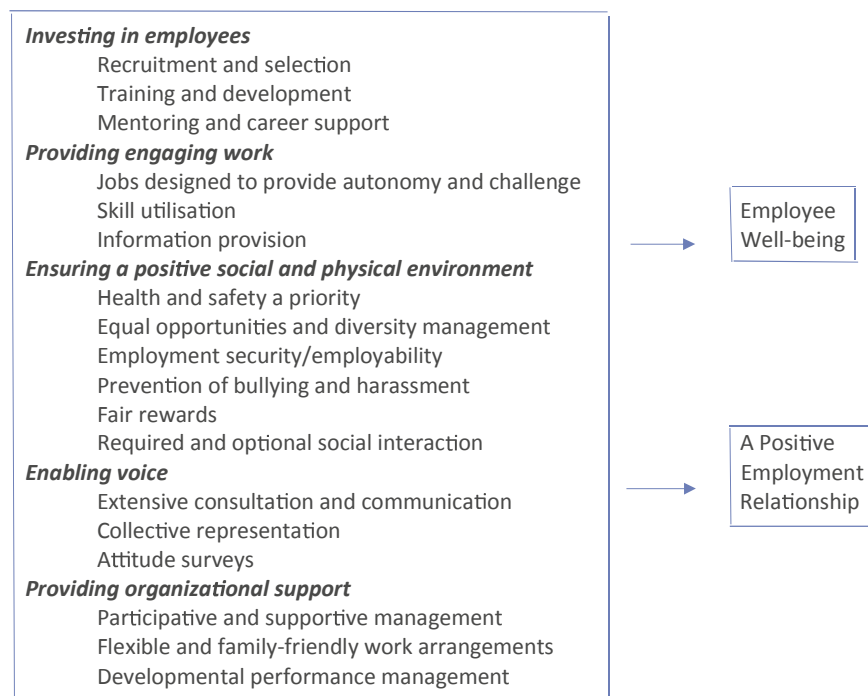 Investing in employees
Recruitment and selection
Training and development
Mentoring and career support
Providing engaging work
Jobs designed to provide autonomy and challenge
Skill utilisation
Information provision
Ensuring a positive social and physical environment
Health and safety a priority
Equal opportunities and diversity management
Employment security/employability
Prevention of bullying and harassment
Fair rewards
Required and optional social interaction
Enabling voice
Extensive consultation and communication
Collective representation
Attitude surveys
Providing organizational support
Participative and supportive management
Flexible and family-friendly work arrangements
Developmental performance management
Employee
Well-being
A Positive
Employment
Relationship